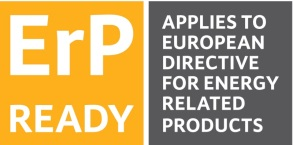 ErP
READY
APPLIES TO
EUROPEAN
DIRECTIVE
FOR ENERGY
RELATED
PRODUCTS